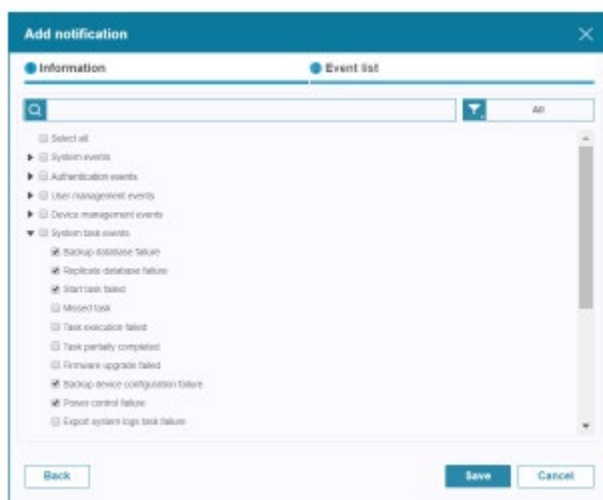 Add notification
Information
Event list
All
Select all
System events
Authentication events
User management events
Device management events
System task events
Backup database failure
Replicate database failure
Start task failed
Missed task
Task execution failed
Task partially completed
Firmware upgrade failed
Backup device configuration failure
Power control failure
Export system logs task failure
Back
Save
Cancel